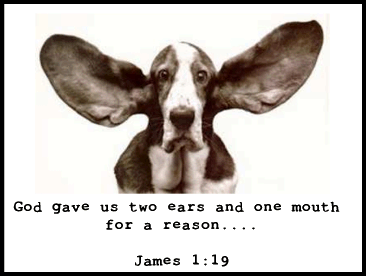 God gave us two ears and one mouth
for a reason....
James 1:19